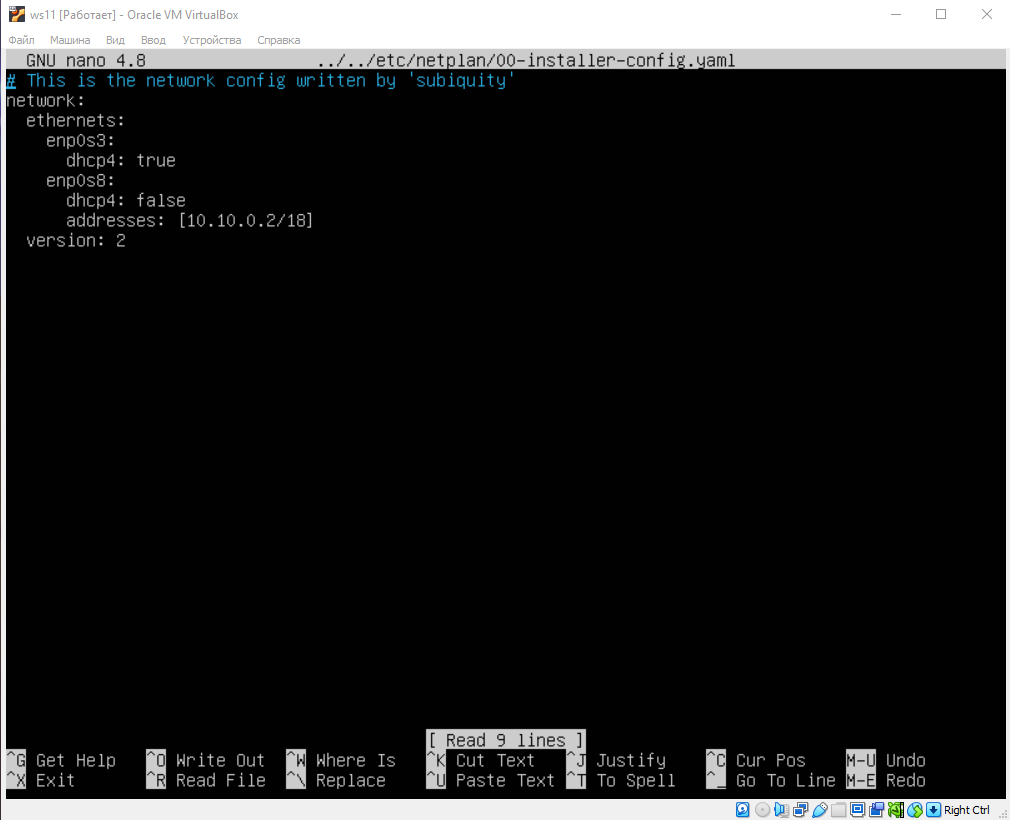 ws11 [Работает] - Oracle VM VirtualBox
Файл Машина Вид Ввод Устройства Справка
GNU nano 4.8 ../../etc/netplan/00-installer-config.yaml
# This is the network config written by 'subiquity'
network:
  ethernets:
    enp0s3:
      dhcp4: true
    enp0s8:
      dhcp4: false
      addresses: [10.10.0.2/18]
  version: 2
[ Read 9 lines ]
^G Get Help ^O Write Out ^W Where Is ^K Cut Text ^J Justify ^C Cur Pos M-U Undo
^X Exit ^R Read File ^\ Replace ^U Paste Text ^T To Spell ^_ Go To Line M-E Redo
Right Ctrl